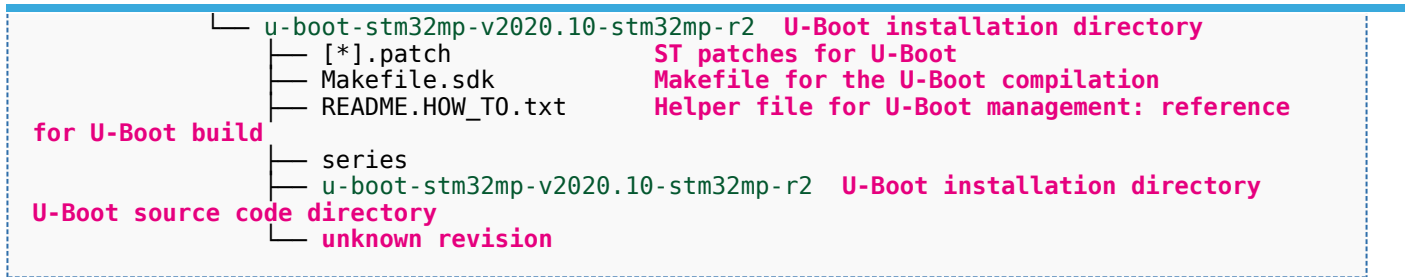 └── u-boot-stm32mp-v2020.10-stm32mp-r2 U-Boot installation directory
├── [*].patch ST patches for U-Boot
├── Makefile.sdk Makefile for the U-Boot compilation
├── README.HOW_TO.txt Helper file for U-Boot management: reference
for U-Boot build
├── series
├── u-boot-stm32mp-v2020.10-stm32mp-r2 U-Boot installation directory
U-Boot source code directory
└── unknown revision